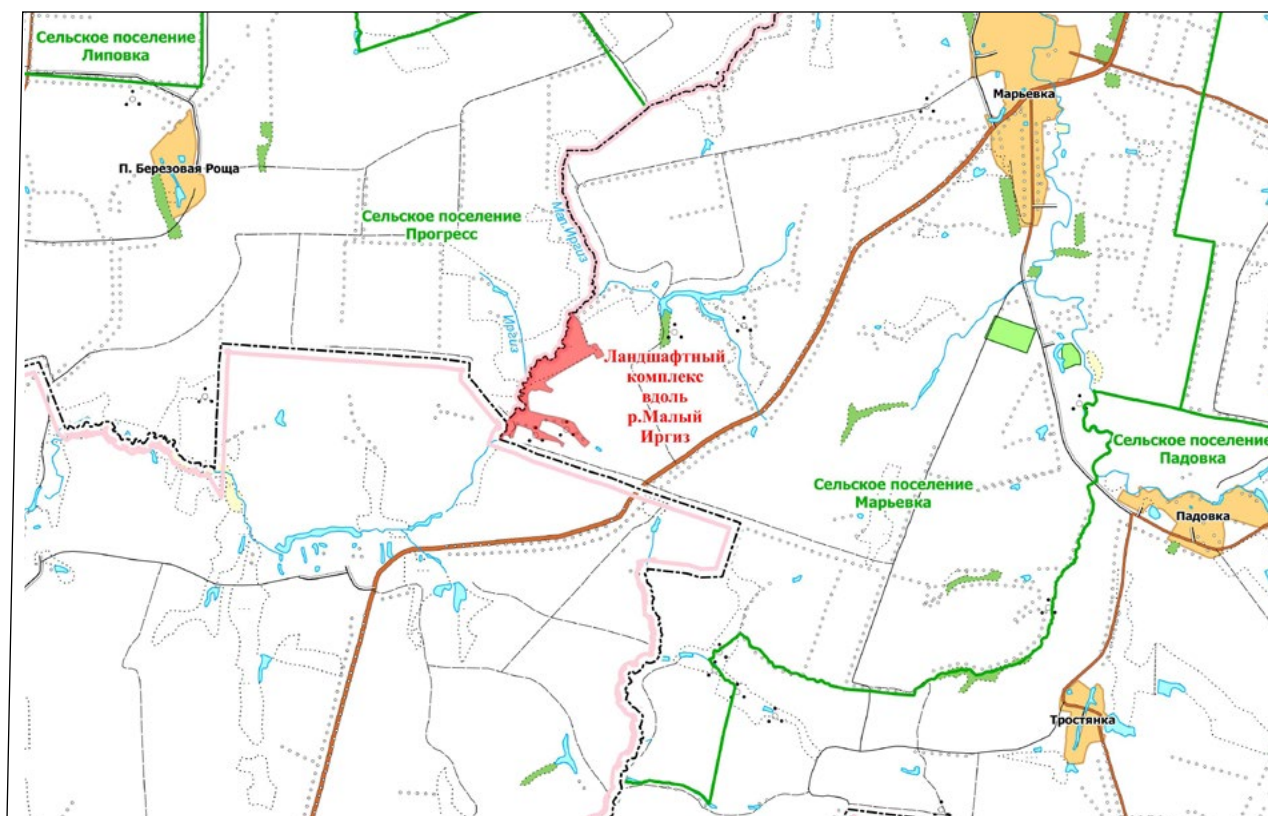 Сельское поселение
Липовка
Марьевка
П. Березовая Роща
Сельское поселение
Прогресс
Мал.Иргиз
Иргиз
Ландшафтный
комплекс
вдоль
р.Малый
Иргиз
Сельское поселение
Падовка
Сельское поселение
Марьевка
Падовка
Тростянка